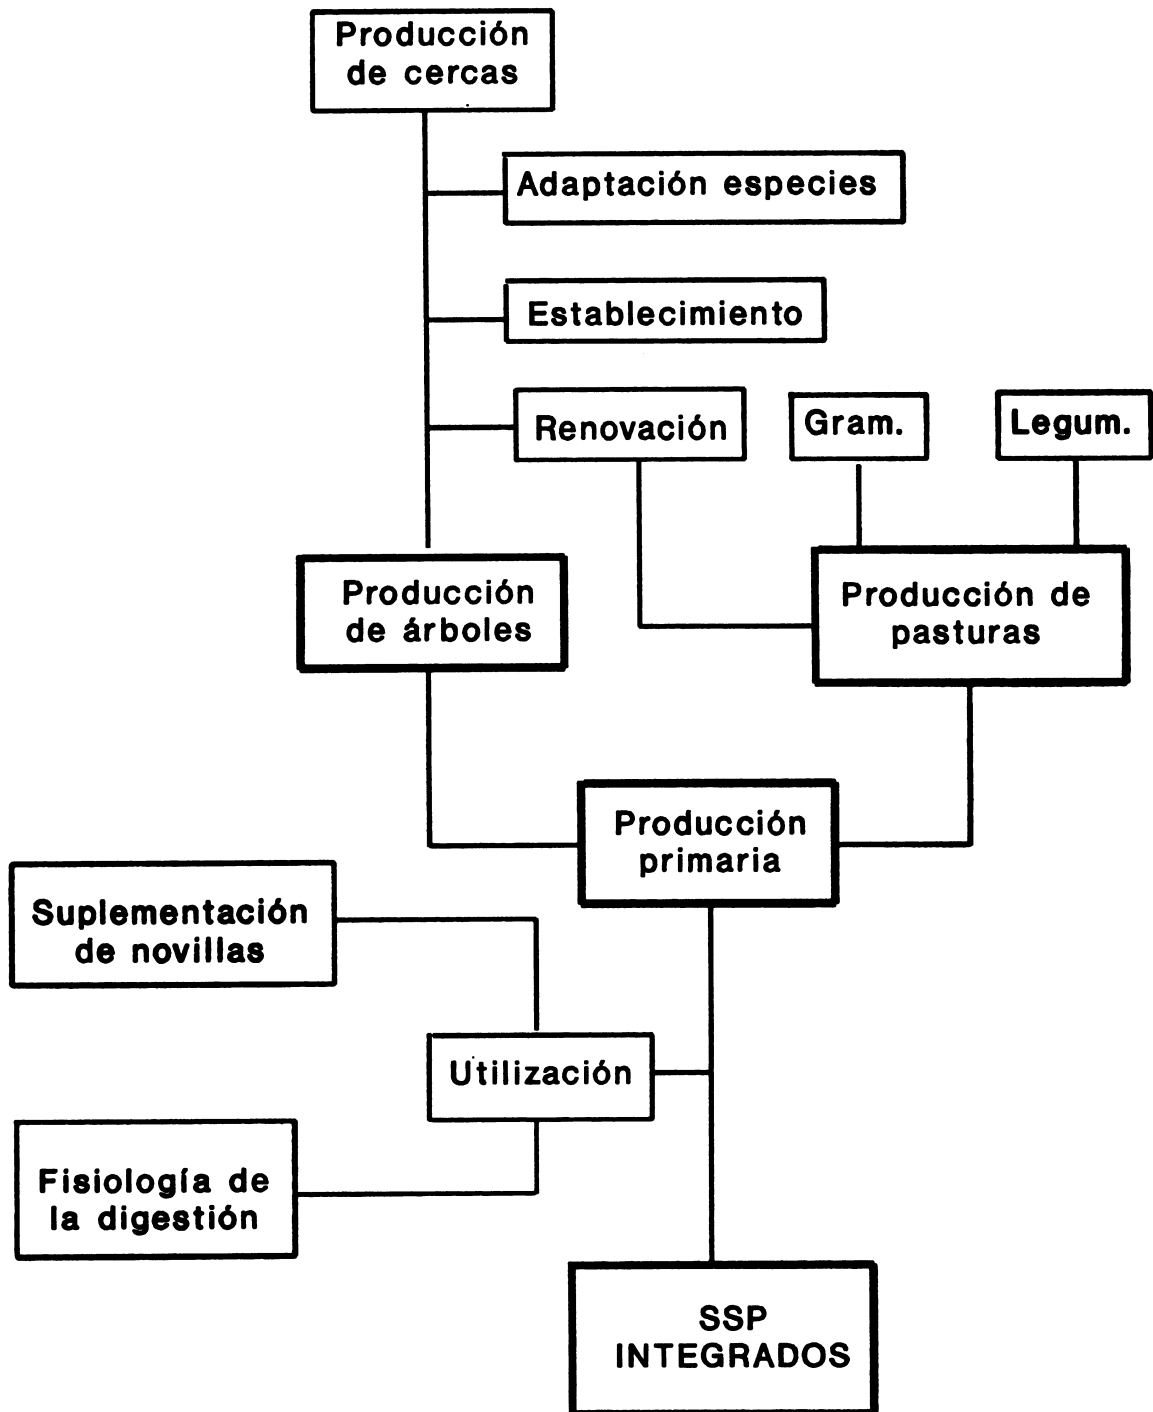 Producción
de cercas
Adaptación especies
Establecimiento
Renovación
Gram.
Legum.
Producción
de árboles
Producción de
pasturas
Producción
primaria
Suplementación
de novillas
Utilización
Fisiología de
la digestión
SSP
INTEGRADOS